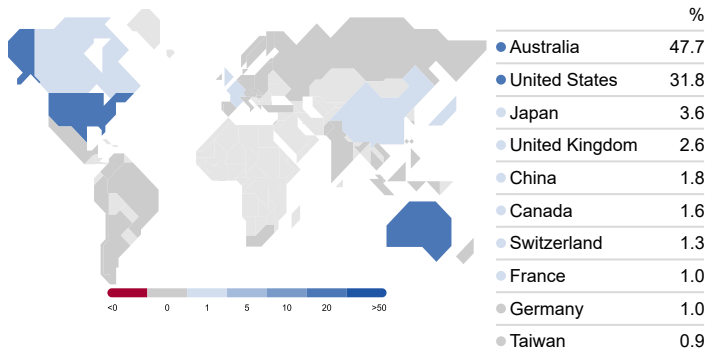 %
Australia 47.7
United States 31.8
Japan 3.6
United Kingdom 2.6
China 1.8
Canada 1.6
Switzerland 1.3
France 1.0
Germany 1.0
Taiwan 0.9
<0 0 1 5 10 20 >50